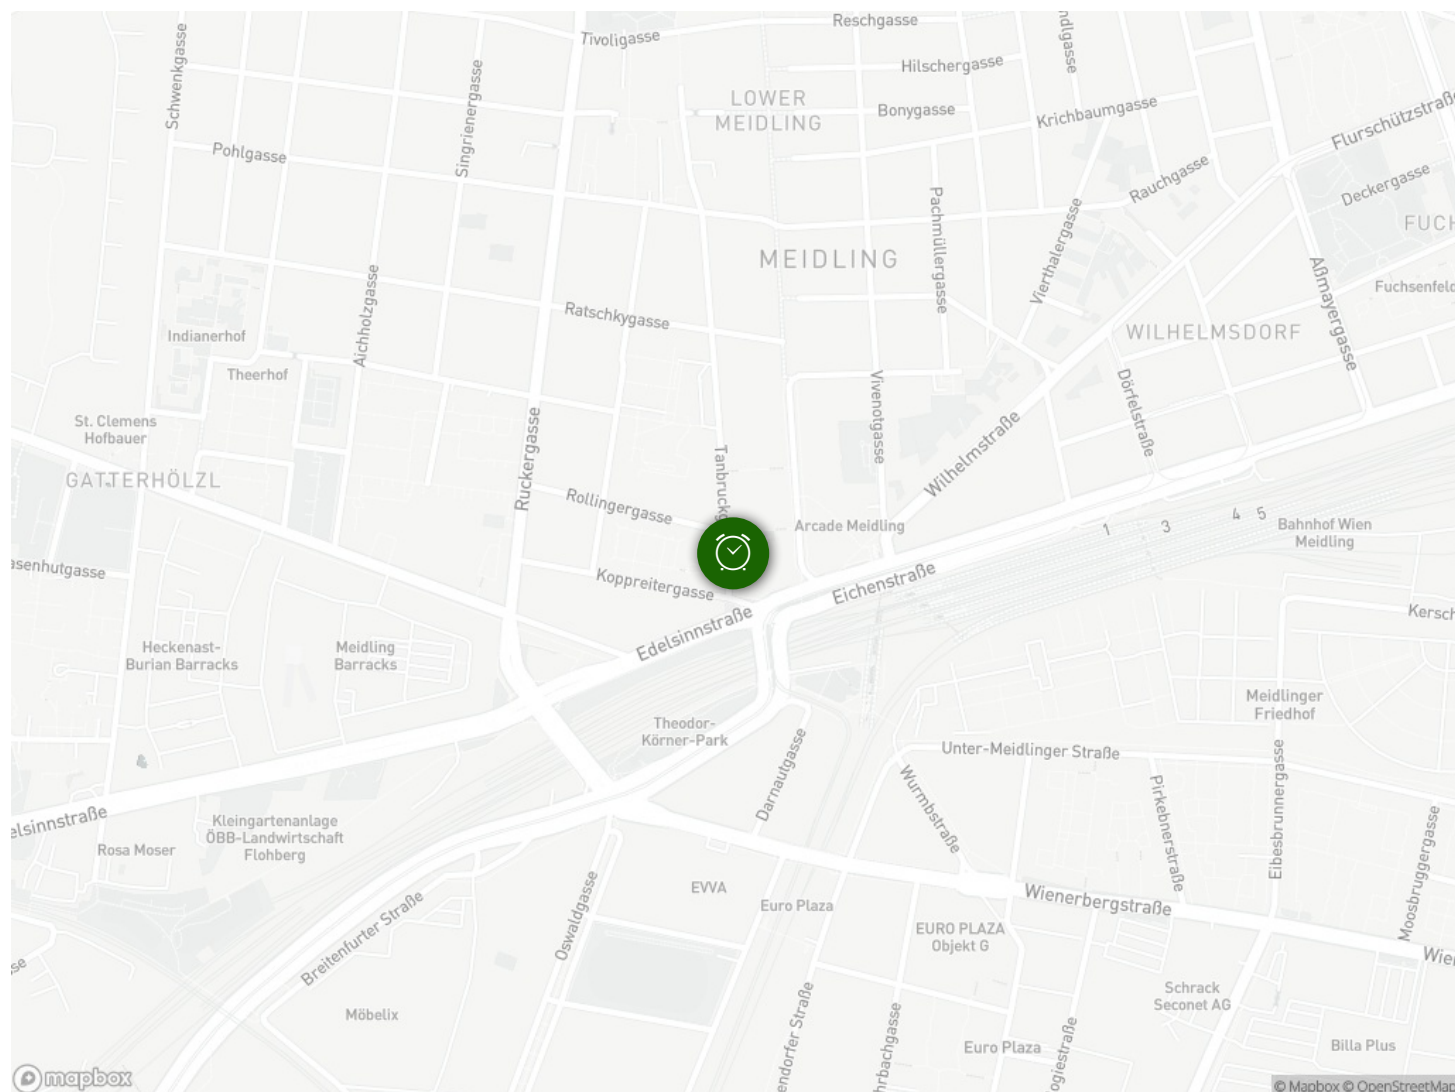 Reschgasse
Tivoligasse
Schwenkgasse
Singrienergasse
Hilschergasse
LOWER
MEIDLING
Bonygasse
Krichbaumgasse
Flurschützstraße
Pohlgasse
Deckergasse
Rauchgasse
Pachmüllergasse
Vierthalergasse
MEIDLING
Aßmayergasse
Aichholzgasse
Ratschkygasse
Indianerhof
WILHELMSDORF
Theerhof
Dörfelstraße
Vivenotgasse
St. Clemens
Hofbauer
Ruckergasse
Wilhelmstraße
GATTERHÖLZL
Rollingergasse
Arcade Meidling
1
3
4
5
Bahnhof Wien
Meidling
Koppreitergasse
Eichenstraße
Edelsinnstraße
Heckenast-
Burian Barracks
Meidling
Barracks
Meidlinger
Friedhof
Theodor-
Körner-Park
Unter-Meidlinger Straße
Darnautgasse
Wurmbstraße
Pirkebnerstraße
Eibesbrunnergasse
Moosbruggergasse
elsinnstraße
Kleingartenanlage
ÖBB-Landwirtschaft
Flohberg
Rosa Moser
EVVA
Euro Plaza
Wienerbergstraße
Oswaldgasse
Breitenfurter Straße
EURO PLAZA
Objekt G
Schrack
Seconet AG
Möbelix
Euro Plaza
Billa Plus
mapbox
© Mapbox © OpenStreetMap